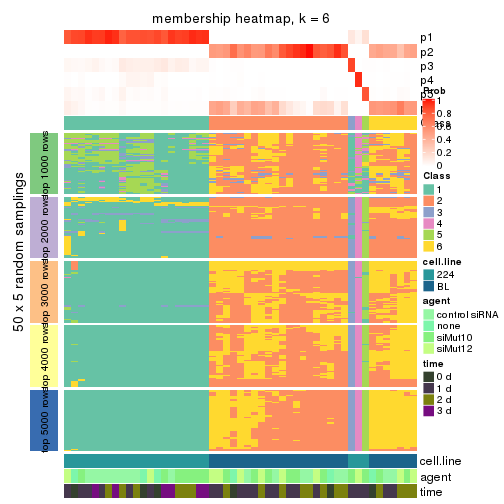 membership heatmap, k = 6
p1
p2
p3
p4
p5
Prob
1
0.8
0.6
0.4
0.2
0
Class
1
2
3
4
5
6
cell.line
224
BL
agent
control siRNA
none
siMut10
siMut12
time
0 d
1 d
2 d
3 d
50 x 5 random samplings
top 1000 rows
top 2000 rows
top 3000 rows
top 4000 rows
top 5000 rows
cell.line
agent
time